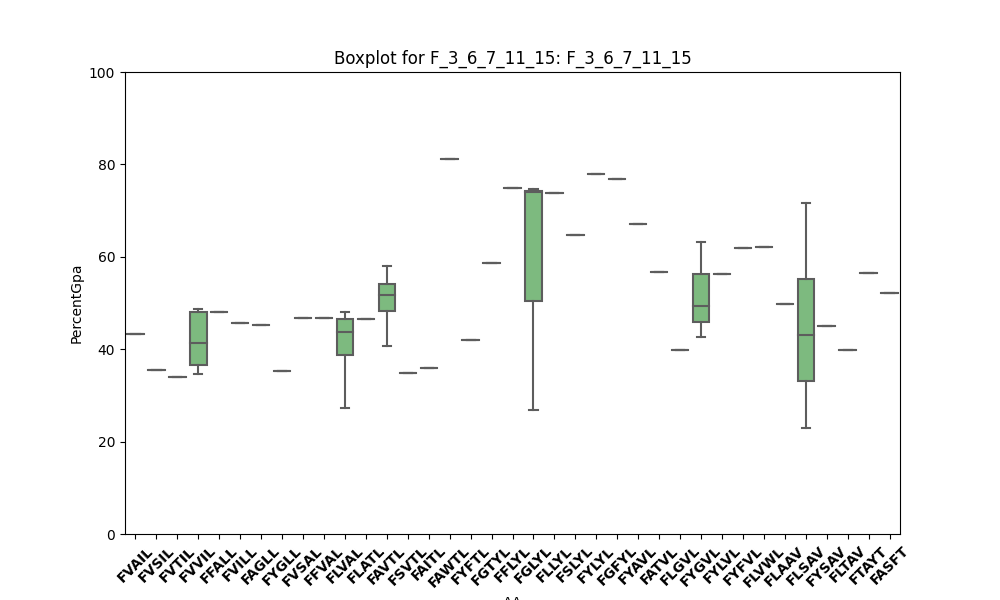 Boxplot for F_3_6_7_11_15: F_3_6_7_11_15
100
80
60
40
20
0
PercentGpa
FVAIL
FVSIL
FVTIL
FVVIL
FFALL
FVILL
FAGLL
FYGLL
FVSAL
FFVAL
FLVAL
FLATL
FAVTL
FSVTL
FAITL
FAWTL
FYFTL
FGTYL
FFLYL
FGLYL
FLLYL
FSLYL
FYLYL
FGFYL
FYAVL
FATVL
FLGVL
FYGVL
FYLVL
FYFVL
FLVWL
FLAAV
FLSAV
FYSAV
FLTAV
FTAYT
FASFT